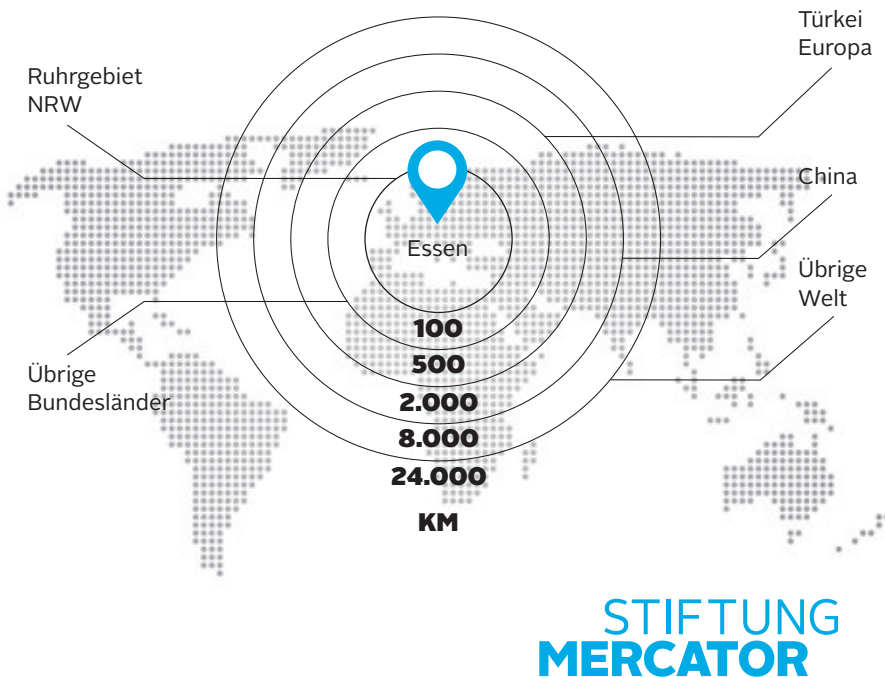 Türkei
Europa
Ruhrgebiet
NRW
China
Essen
Übrige
Welt
100
500
2.000
8.000
24.000
KM
Übrige
Bundesländer
STIFTUNG
MERCATOR